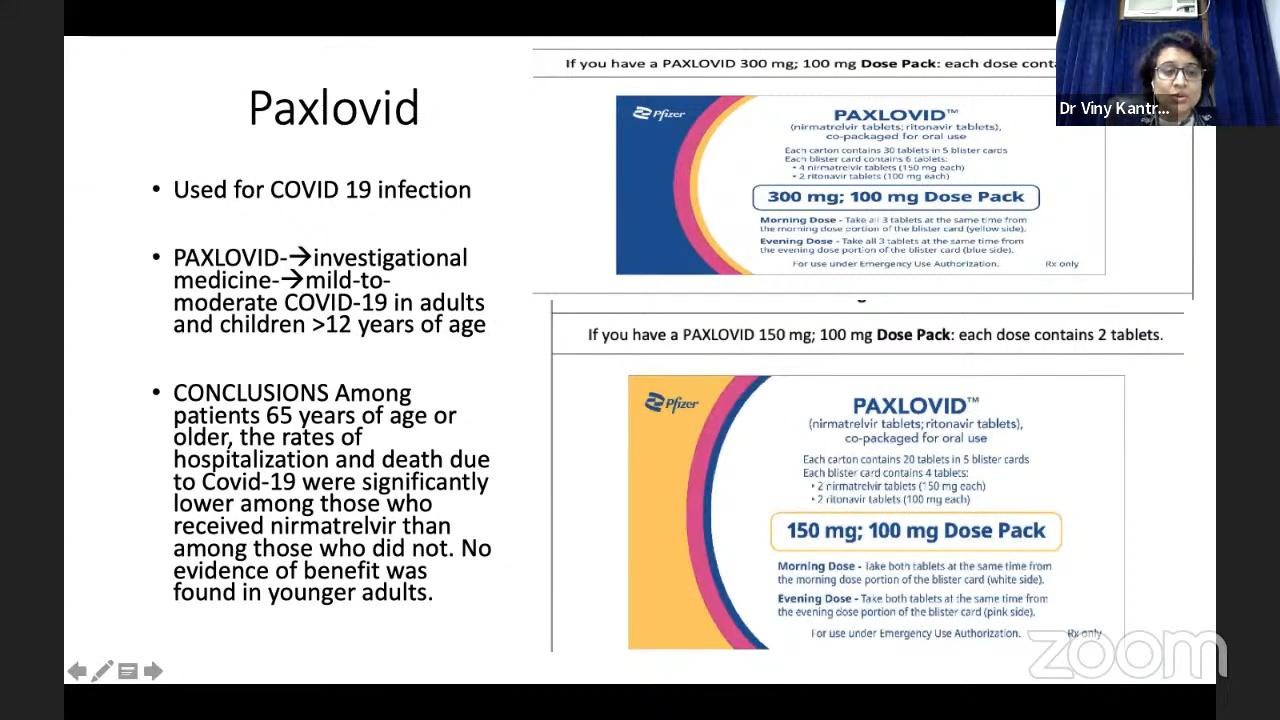 Paxlovid
• Used for COVID 19 infection
• PAXLOVID-→investigational
medicine-→mild-to-
moderate COVID-19 in adults
and children >12 years of age
• CONCLUSIONS Among
patients 65 years of age or
older, the rates of
hospitalization and death due
to Covid-19 were significantly
lower among those who
received nirmatrelvir than
among those who did not. No
evidence of benefit was
found in younger adults.
If you have a PAXLOVID 300 mg; 100 mg Dose Pack: each dose
Pfizer
PAXLOVID™
(nirmatrelvir tablets; ritonavir tablets),
co-packaged for oral use
Each carton contains 30 tablets in 5 blister cards
Each blister card contains 6 tablets:
• 4 nirmatrelvir tablets (150 mg each)
• 2 ritonavir tablets (100 mg each)
300 mg; 100 mg Dose Pack
Morning Dose - Take all 3 tablets at the same time from
the morning dose portion of the blister card (yellow side).
Evening Dose - Take all 3 tablets at the same time from
the evening dose portion of the blister card (blue side).
For use under Emergency Use Authorization. Rx only
If you have a PAXLOVID 150 mg; 100 mg Dose Pack: each dose contains 2 tablets.
Pfizer
PAXLOVID™
(nirmatrelvir tablets; ritonavir tablets),
co-packaged for oral use
Each carton contains 20 tablets in 5 blister cards
Each blister card contains 4 tablets:
• 2 nirmatrelvir tablets (150 mg each)
• 2 ritonavir tablets (100 mg each)
150 mg; 100 mg Dose Pack
Morning Dose - Take both tablets at the same time from
the morning dose portion of the blister card (white side).
Evening Dose - Take both tablets at the same time from
the evening dose portion of the blister card (pink side).
For use under Emergency Use Authorization. Rx only
Dr Viny Kantr...
zoom